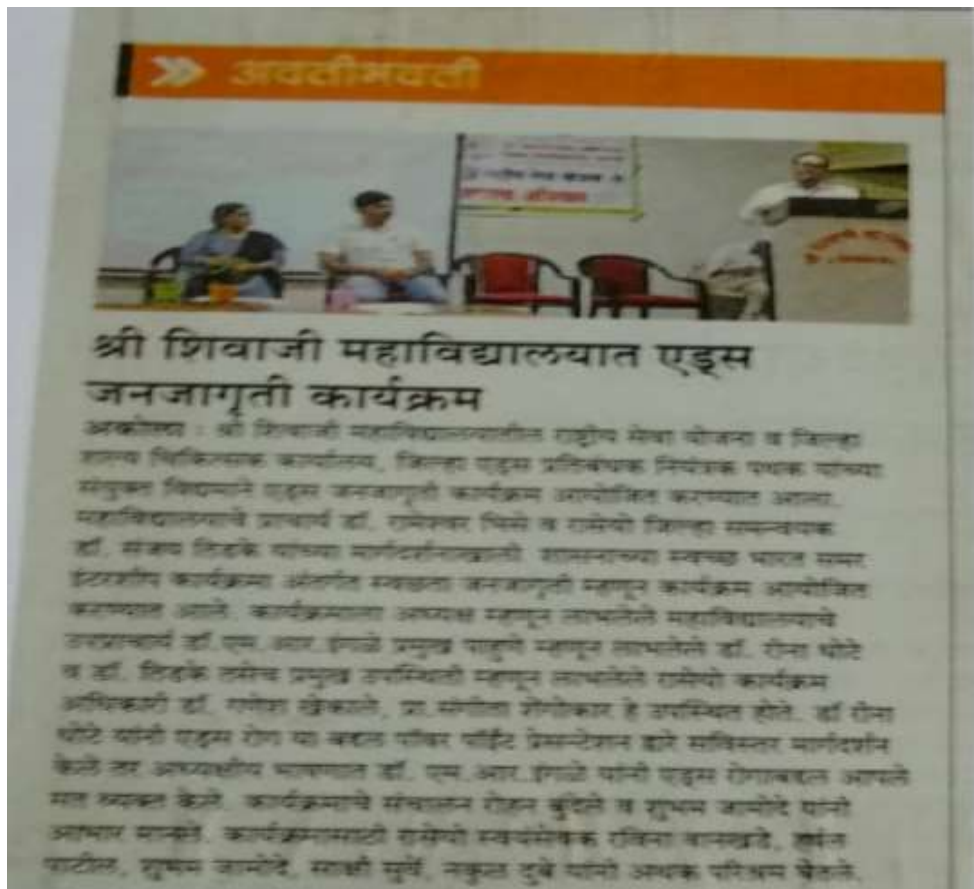 अवतीभवती
श्री शिवाजी महाविद्यालयात एड्स
जनजागृती कार्यक्रम
अकोला : श्री शिवाजी महाविद्यालयातील राष्ट्रीय सेवा योजना व जिल्हा
शल्य चिकित्सक कार्यालय, जिल्हा एड्स प्रतिबंधक नियंत्रक पथक यांच्या
संयुक्त विद्यमाने एड्स जनजागृती कार्यक्रम आयोजित करण्यात आला.
महाविद्यालयाचे प्राचार्य डॉ. रामेश्वर भिसे व रासेयो जिल्हा समन्वयक
डॉ. संजय तिडके यांच्या मार्गदर्शनाखाली शासनाच्या स्वच्छ भारत समर
इंटरशीप कार्यक्रमा अंतर्गत स्वच्छता जनजागृती म्हणून कार्यक्रम आयोजित
करण्यात आले. कार्यक्रमाला अध्यक्ष म्हणून लाभलेले महाविद्यालयाचे
उपप्राचार्य डॉ.एम.आर.इंगळे प्रमुख पाहुणे म्हणून लाभलेले डॉ. रीना धोटे
व डॉ. तिडके तसेच प्रमुख उपस्थिती म्हणून लाभलेले रासेयो कार्यक्रम
अधिकारी डॉ. गणेश खेकाले, प्रा.संगीता हे उपस्थित होते. डॉ रीना
धोटे यांनी एड्स रोग या बद्दल पॉवर पॉईंट प्रेसन्टेशन द्वारे सविस्तर मार्गदर्शन
केले तर अध्यक्षीय भाषणात डॉ. एम.आर.इंगळे यांनी एड्स रोगाबद्दल आपले
मत व्यक्त केले. कार्यक्रमाचे संचालन रोहन बुंदेले व शुभम जामोदे यांनी
आभार मानले. कार्यक्रमासाठी रासेयो स्वयंसेवक रविना वानखडे,
पाटील, शुभम जामोदे, साक्षी सुर्वे, नकुल दुबे यांनी अथक परिश्रम घेतले.